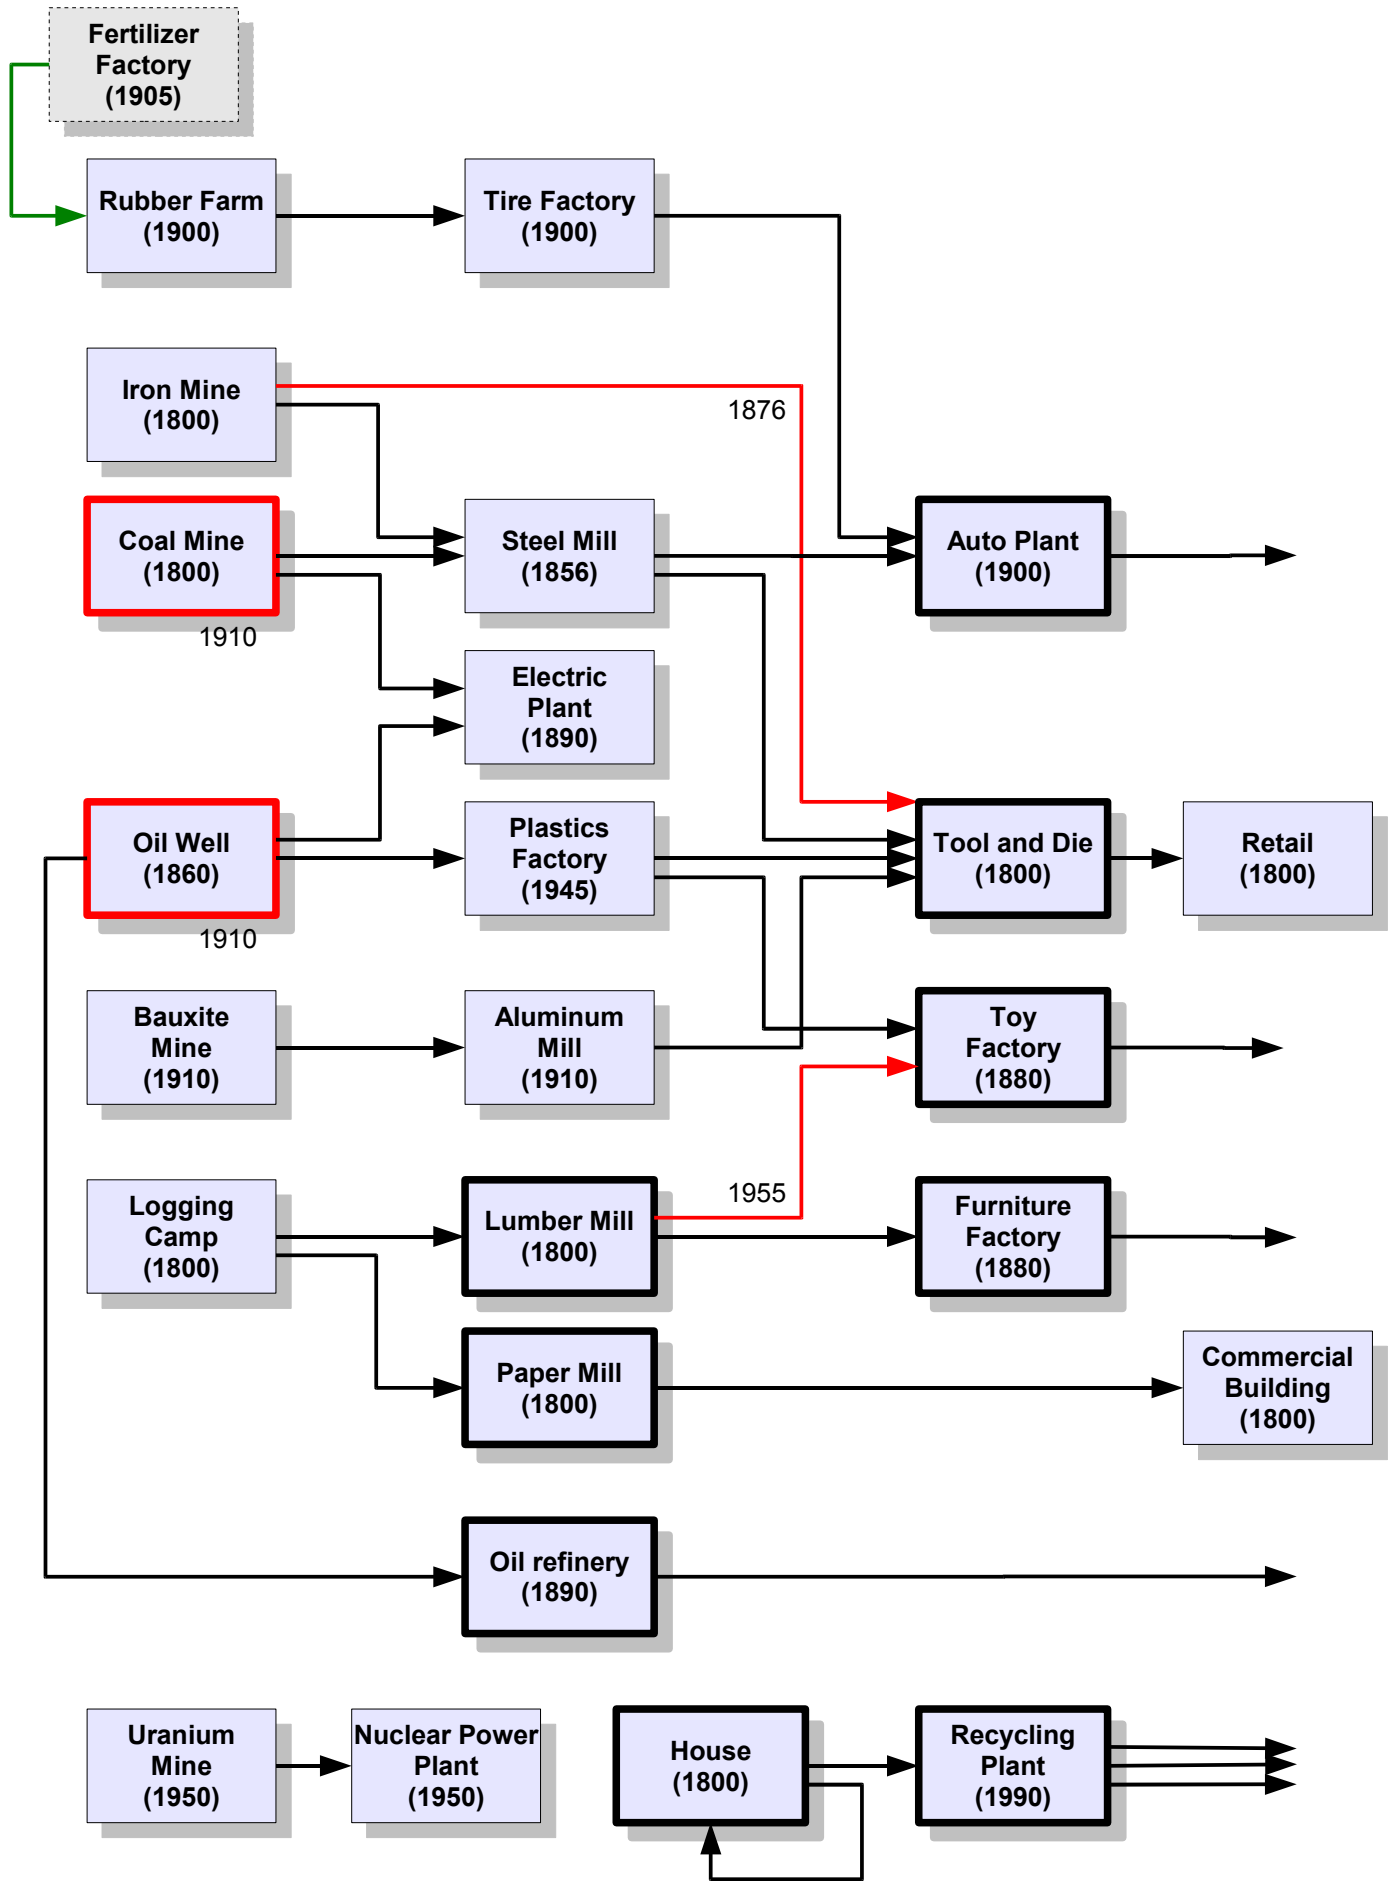 Fertilizer
Factory
(1905)
Rubber Farm
(1900)
Tire Factory
(1900)
Iron Mine
(1800)
1876
Coal Mine
(1800)
1910
Steel Mill
(1856)
Auto Plant
(1900)
Electric
Plant
(1890)
Oil Well
(1860)
1910
Plastics
Factory
(1945)
Tool and Die
(1800)
Retail
(1800)
Bauxite
Mine
(1910)
Aluminum
Mill
(1910)
Toy
Factory
(1880)
Logging
Camp
(1800)
Lumber Mill
(1800)
1955
Furniture
Factory
(1880)
Paper Mill
(1800)
Commercial
Building
(1800)
Oil refinery
(1890)
Uranium
Mine
(1950)
Nuclear Power
Plant
(1950)
House
(1800)
Recycling
Plant
(1990)